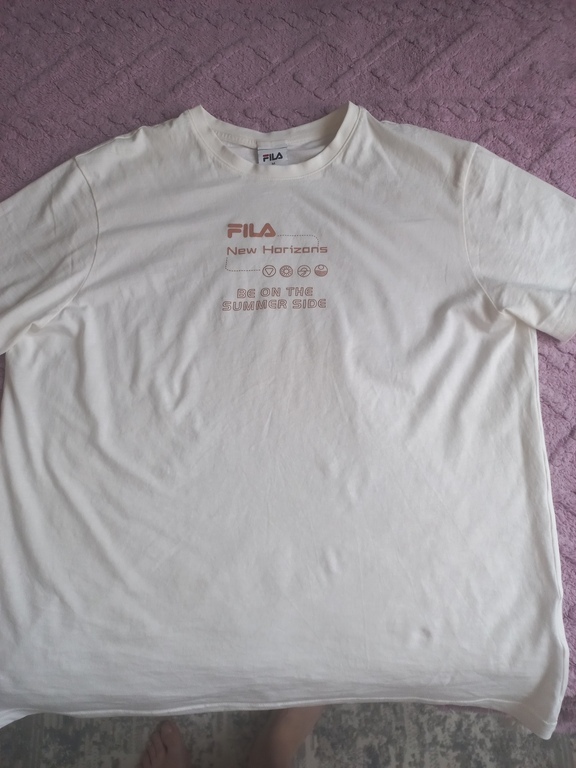 FILA
FILA
New Horizons
BE ON THE
SUMMER SIDE